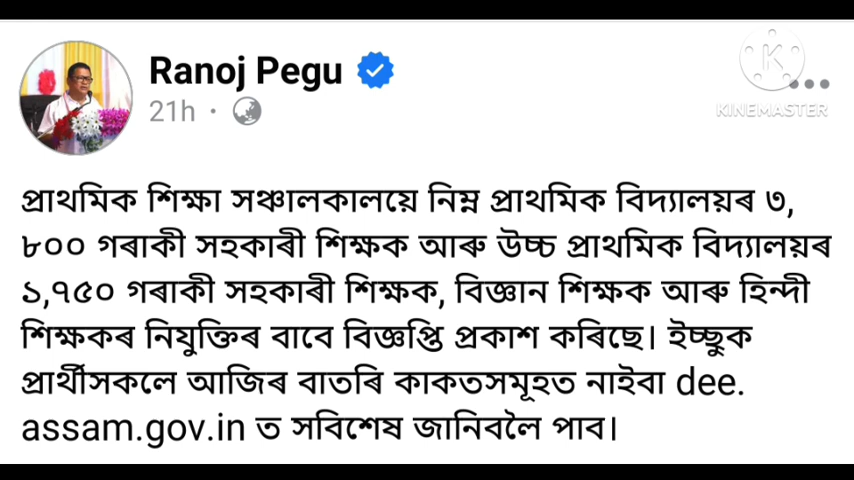 Ranoj Pegu
21h ·
KINEMASTER
প্ৰাথমিক শিক্ষা সঞ্চালকালয়ে নিম্ন প্ৰাথমিক বিদ্যালয়ৰ ৩,
৮০০ গৰাকী সহকাৰী শিক্ষক আৰু উচ্চ প্ৰাথমিক বিদ্যালয়ৰ
১,৭৫০ গৰাকী সহকাৰী শিক্ষক, বিজ্ঞান শিক্ষক আৰু হিন্দী
শিক্ষকৰ নিযুক্তিৰ বাবে বিজ্ঞপ্তি প্ৰকাশ কৰিছে। ইচ্ছুক
প্ৰাৰ্থীসকলে আজিৰ বাতৰি কাকতসমূহত নাইবা dee.
assam.gov.in ত সবিশেষ জানিবলৈ পাব।